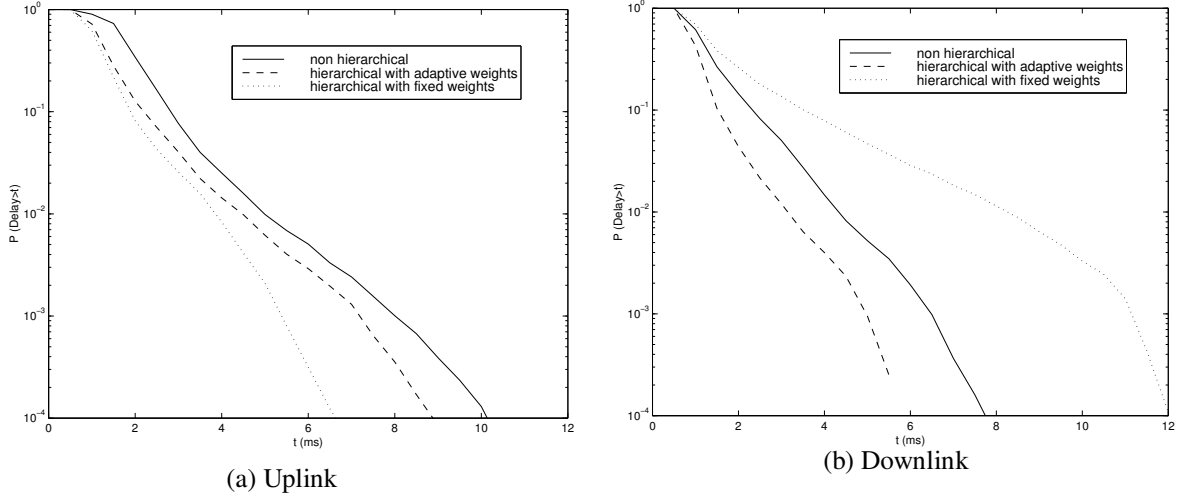 10^0
10^-1
10^-2
10^-3
10^-4
P (Delay>t)
0 2 4 6 8 10 12
t (ms)
non hierarchical
hierarchical with adaptive weights
hierarchical with fixed weights
(a) Uplink
10^0
10^-1
10^-2
10^-3
10^-4
P (Delay>t)
0 2 4 6 8 10 12
t (ms)
non hierarchical
hierarchical with adaptive weights
hierarchical with fixed weights
(b) Downlink